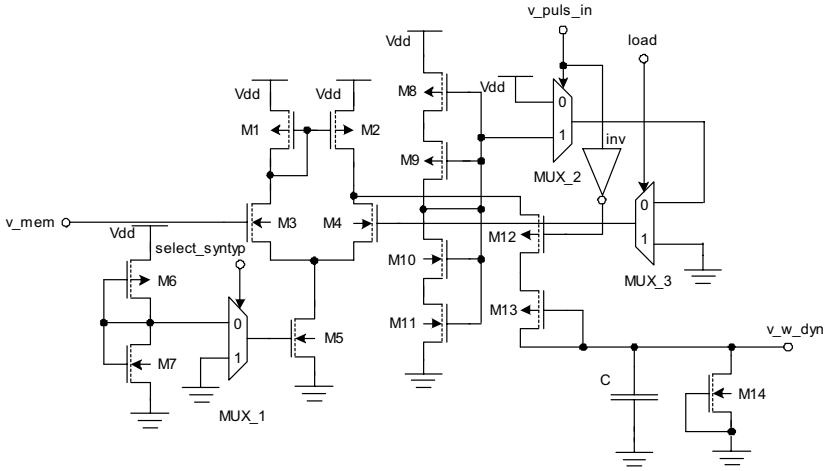 v_puls_in
load
Vdd
Vdd
Vdd
Vdd
M8
Vdd
0
1
inv
M1
M2
M9
MUX_2
0
1
v_mem
Vdd
M3
M4
M12
select_syntyp
M10
MUX_3
M6
0
1
M5
M11
M13
v_w_dyn
M7
C
M14
MUX_1